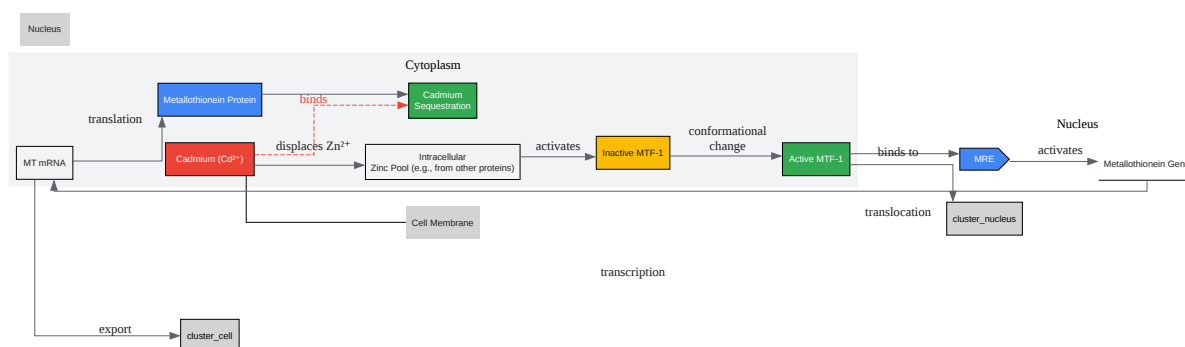 Nucleus
Cytoplasm
Metallothionein Protein
binds
Cadmium
Sequestration
translation
MT mRNA
Cadmium (Cd²⁺)
displaces Zn²⁺
Intracellular
Zinc Pool (e.g., from other proteins)
activates
Inactive MTF-1
conformational
change
Active MTF-1
binds to
Nucleus
MRE
activates
Metallothionein Gen
translocation
cluster_nucleus
Cell Membrane
transcription
export
cluster_cell